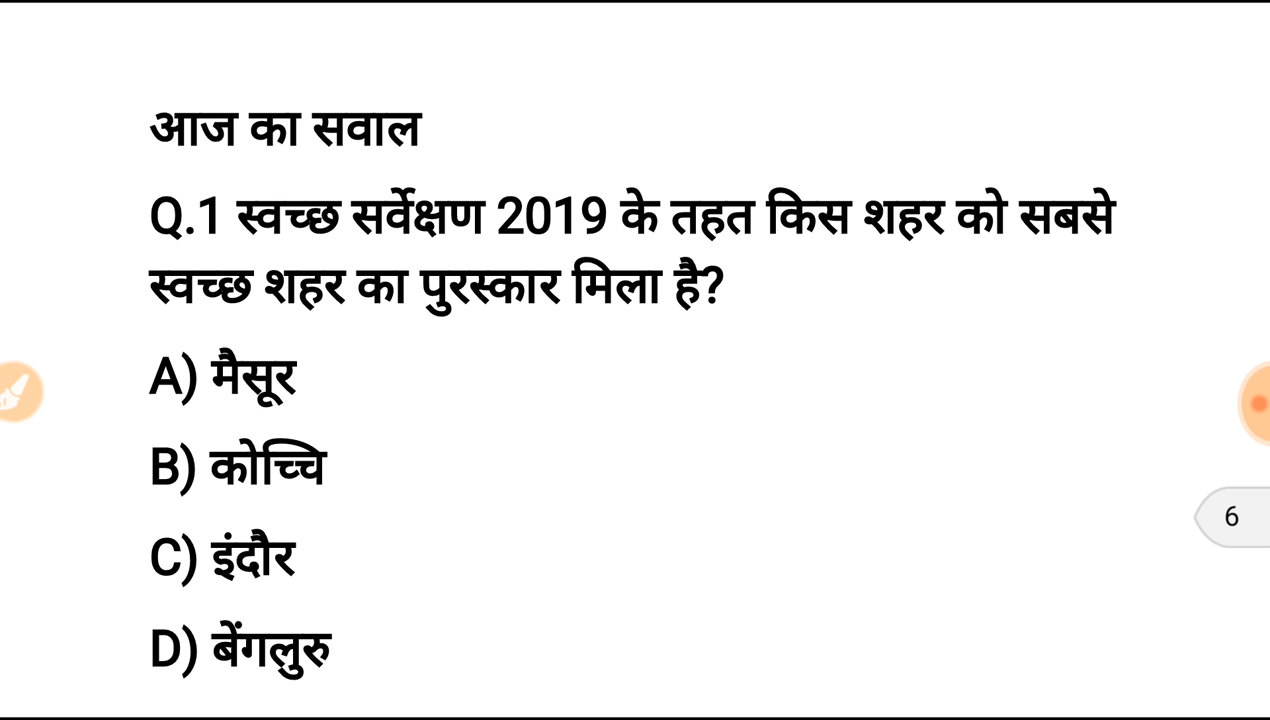 आज का सवाल
Q.1 स्वच्छ सर्वेक्षण 2019 के तहत किस शहर को सबसे
स्वच्छ शहर का पुरस्कार मिला है?
A) मैसूर
B) कोच्चि
C) इंदौर
6
D) बेंगलुरु